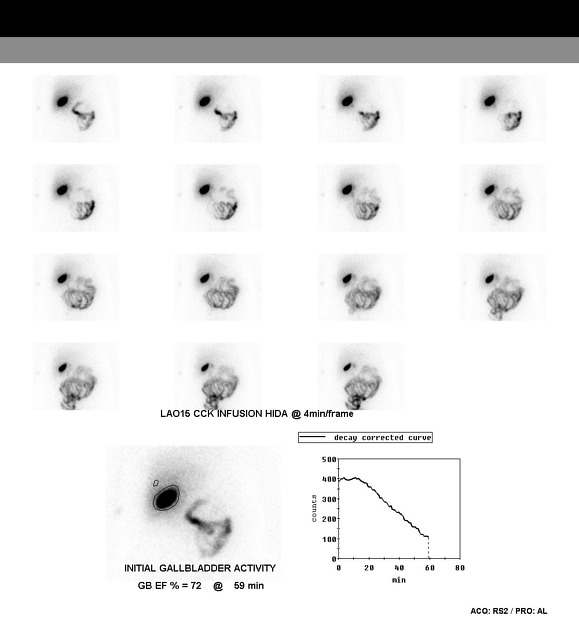 LAO15 CCK INFUSION HIDA @ 4min/frame
decay corrected curve
500
400
300
200
100
0
counts
0 20 40 60 80
min
INITIAL GALLBLADDER ACTIVITY
GB EF % = 72 @ 59 min
ACQ: RS2 / PRO: AL